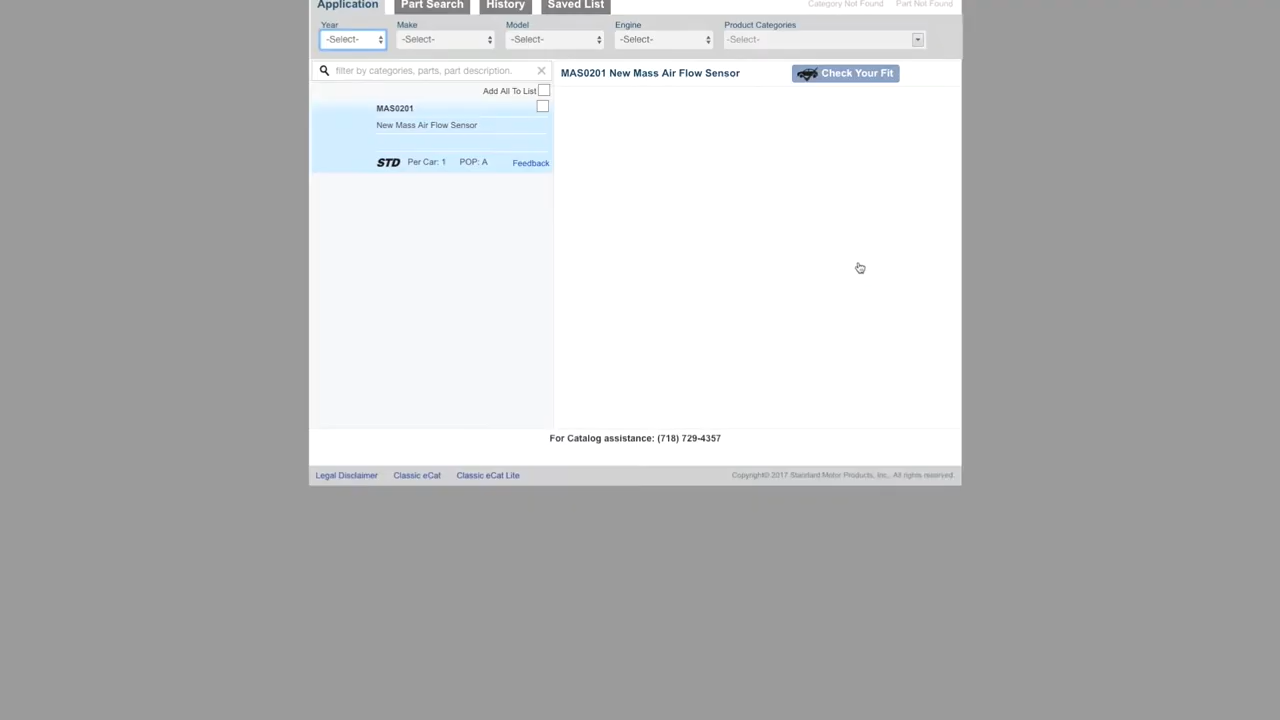 Application Part Search History Saved List Category Not Found Part Not Found
Year Make Model Engine Product Categories
-Select- -Select- -Select- -Select- -Select-
filter by categories, parts, part description.
MAS0201 New Mass Air Flow Sensor Check Your Fit
Add All To List
MAS0201
New Mass Air Flow Sensor
STD Per Car: 1 POP: A Feedback
For Catalog assistance: (718) 729-4357
Legal Disclaimer Classic eCat Classic eCat Lite Copyright© 2017 Standard Motor Products, Inc,. All rights reserved.